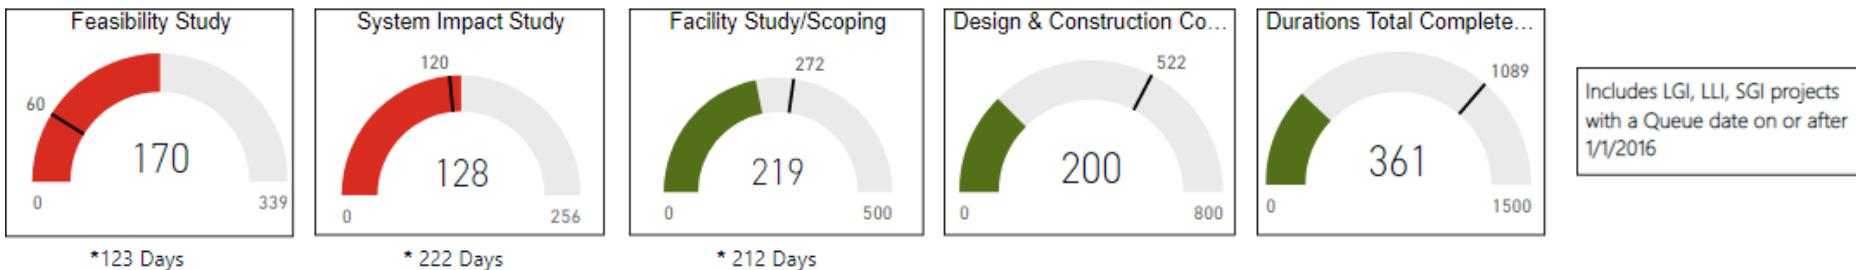 Feasibility Study
60
170
0
339
*123 Days
System Impact Study
120
128
0
256
* 222 Days
Facility Study/Scoping
272
219
0
500
* 212 Days
Design & Construction Co...
522
200
0
800
Durations Total Complete...
1089
361
0
1500
Includes LGI, LLI, SGI projects
with a Queue date on or after
1/1/2016